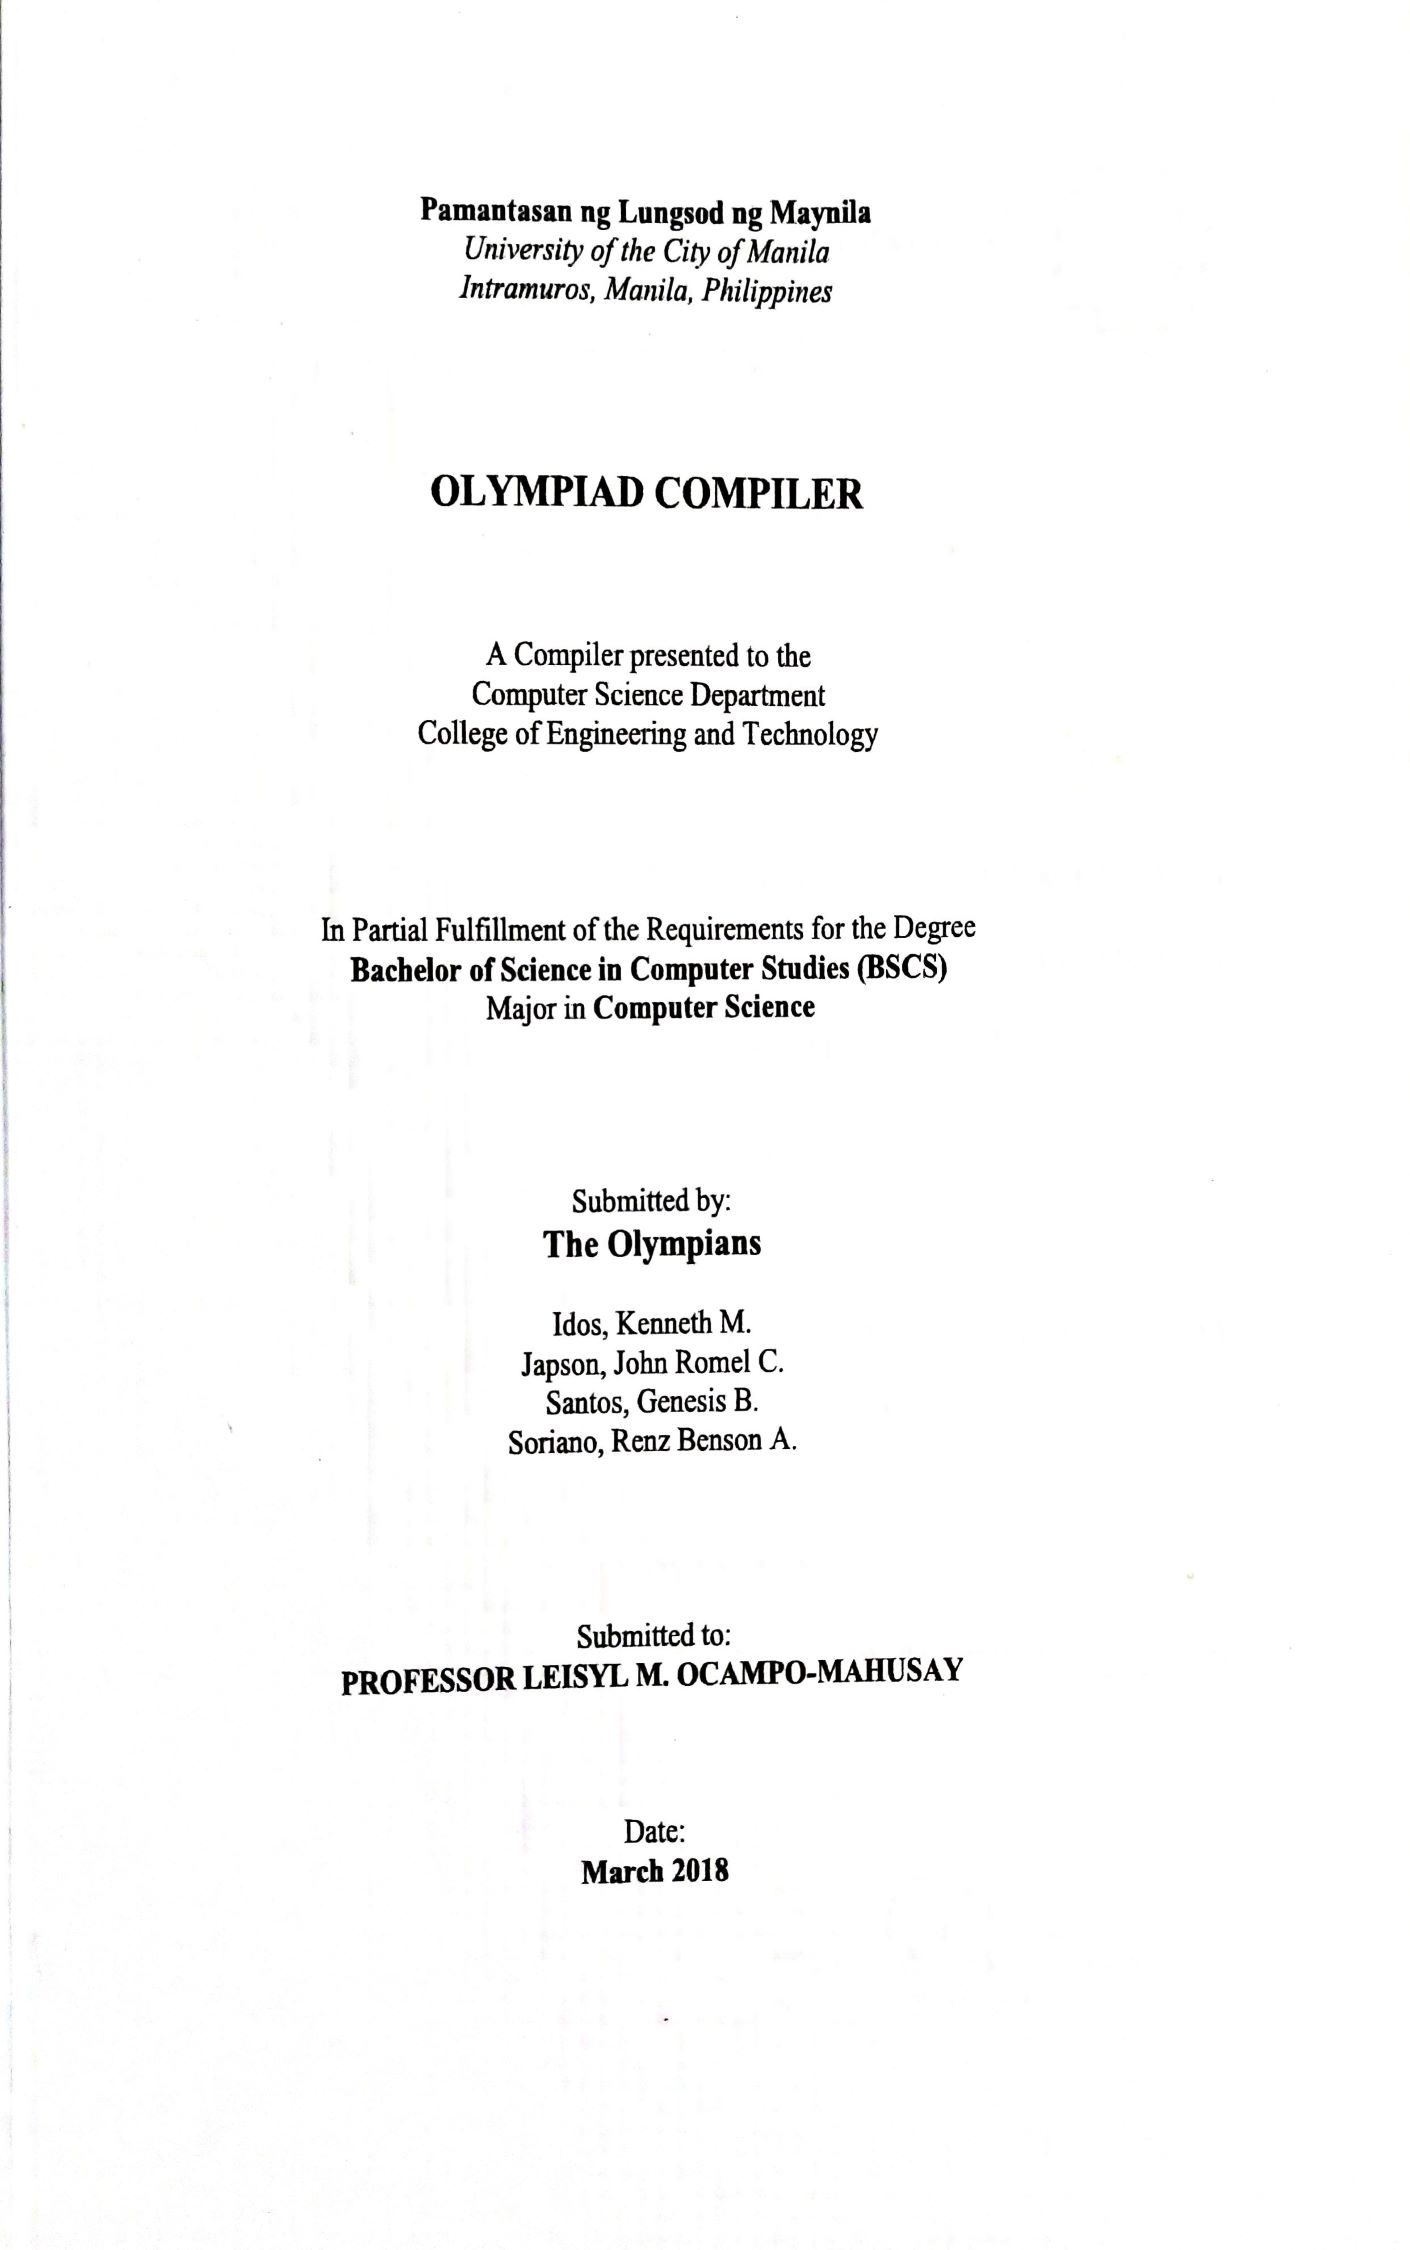 Pamantasan ng Lungsod ng Maynila
University of the City of Manila
Intramuros, Manila, Philippines
OLYMPIAD COMPILER
A Compiler presented to the
Computer Science Department
College of Engineering and Technology
In Partial Fulfillment of the Requirements for the Degree
Bachelor of Science in Computer Studies (BSCS)
Major in Computer Science
Submitted by:
The Olympians
Idos, Kenneth M.
Japson, John Romel C.
Santos, Genesis B.
Soriano, Renz Benson A.
Submitted to:
PROFESSOR LEISYL M. OCAMPO-MAHUSAY
Date:
March 2018